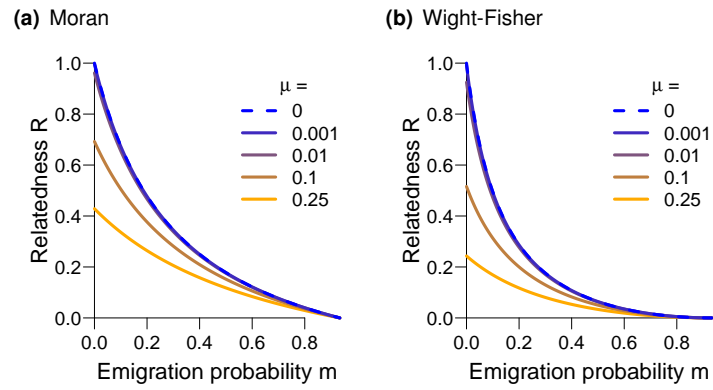 (a) Moran
1.0
0.8
0.6
0.4
0.2
0.0
Relatedness R
0.0 0.2 0.4 0.6 0.8
Emigration probability m
μ =
0
0.001
0.01
0.1
0.25
(b) Wight-Fisher
1.0
0.8
0.6
0.4
0.2
0.0
Relatedness R
0.0 0.2 0.4 0.6 0.8
Emigration probability m
μ =
0
0.001
0.01
0.1
0.25